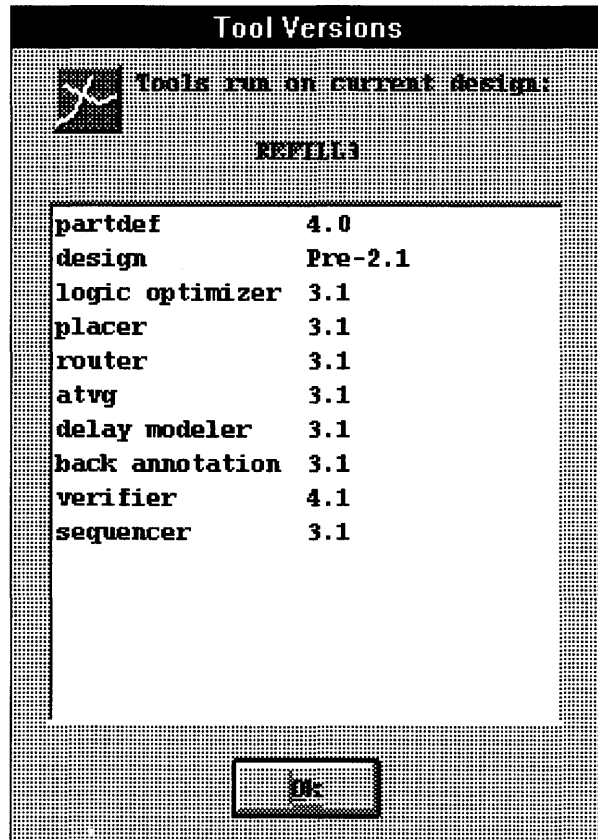 Tool Versions
Tools run on current design:
REFILL3
partdef 4.0
design Pre-2.1
logic optimizer 3.1
placer 3.1
router 3.1
atvg 3.1
delay modeler 3.1
back annotation 3.1
verifier 4.1
sequencer 3.1
Ok